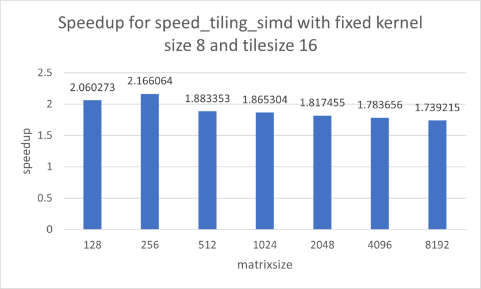 Speedup for speed_tiling_simd with fixed kernel
size 8 and tilesize 16
2.5
2
1.5
1
0.5
0
speedup
2.060273
2.166064
1.883353
1.865304
1.817455
1.783656
1.739215
128 256 512 1024 2048 4096 8192
matrixsize